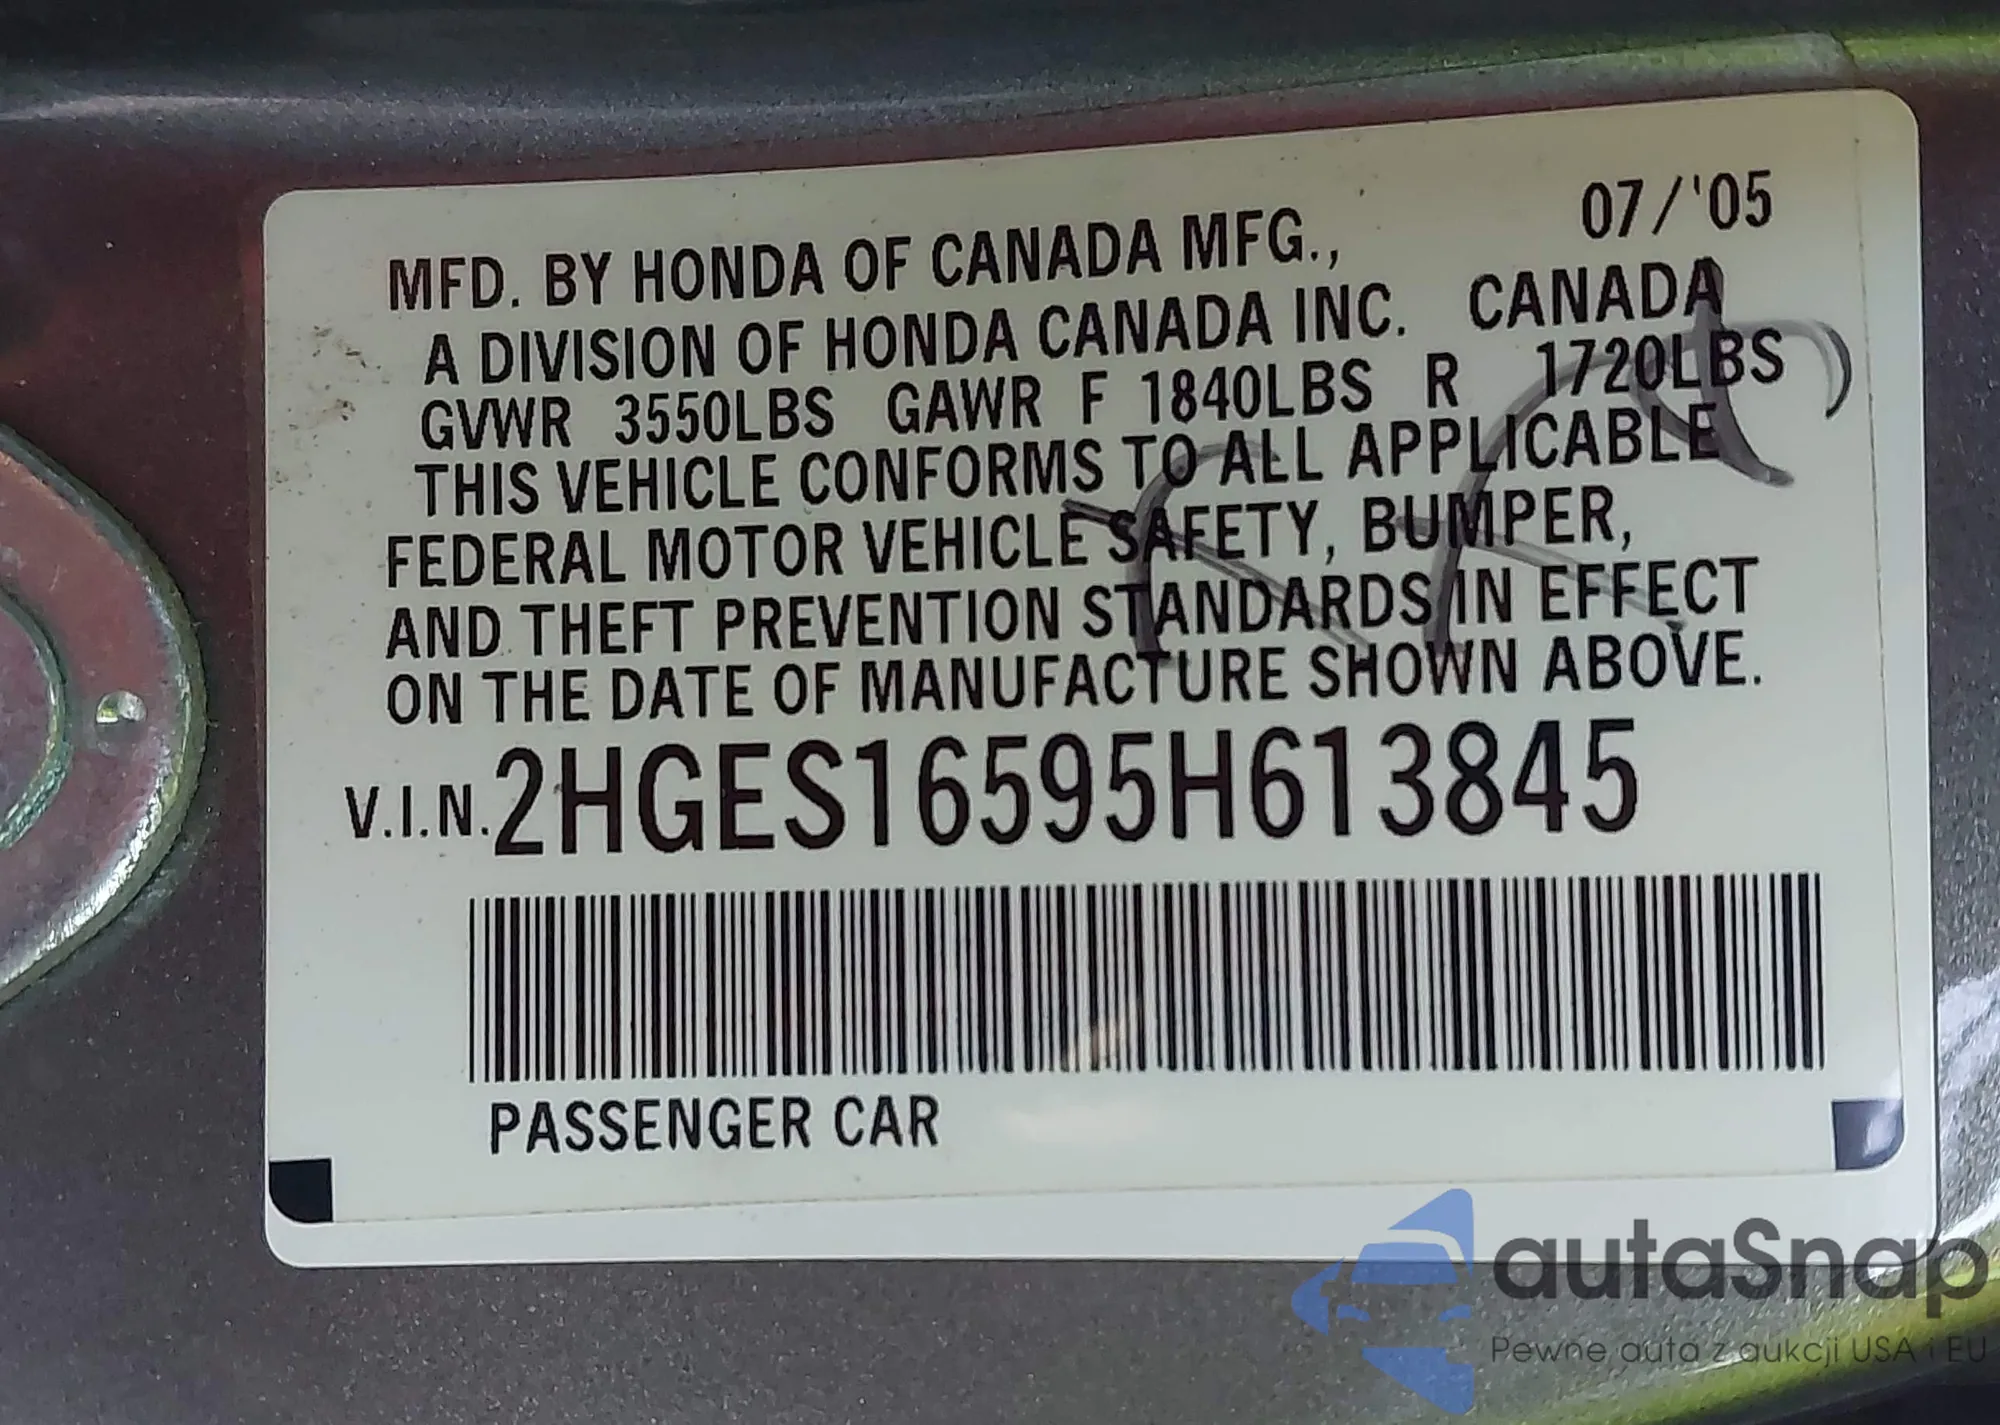 07/'05
MFD. BY HONDA OF CANADA MFG.,
A DIVISION OF HONDA CANADA INC. CANADA
GVWR 3550LBS GAWR F 1840LBS R 1720LBS
THIS VEHICLE CONFORMS TO ALL APPLICABLE
FEDERAL MOTOR VEHICLE SAFETY, BUMPER,
AND THEFT PREVENTION STANDARDS IN EFFECT
ON THE DATE OF MANUFACTURE SHOWN ABOVE.
V.I.N. 2HGES16595H613845
PASSENGER CAR
autaSnap
Pewne auta z aukcji USA i EU